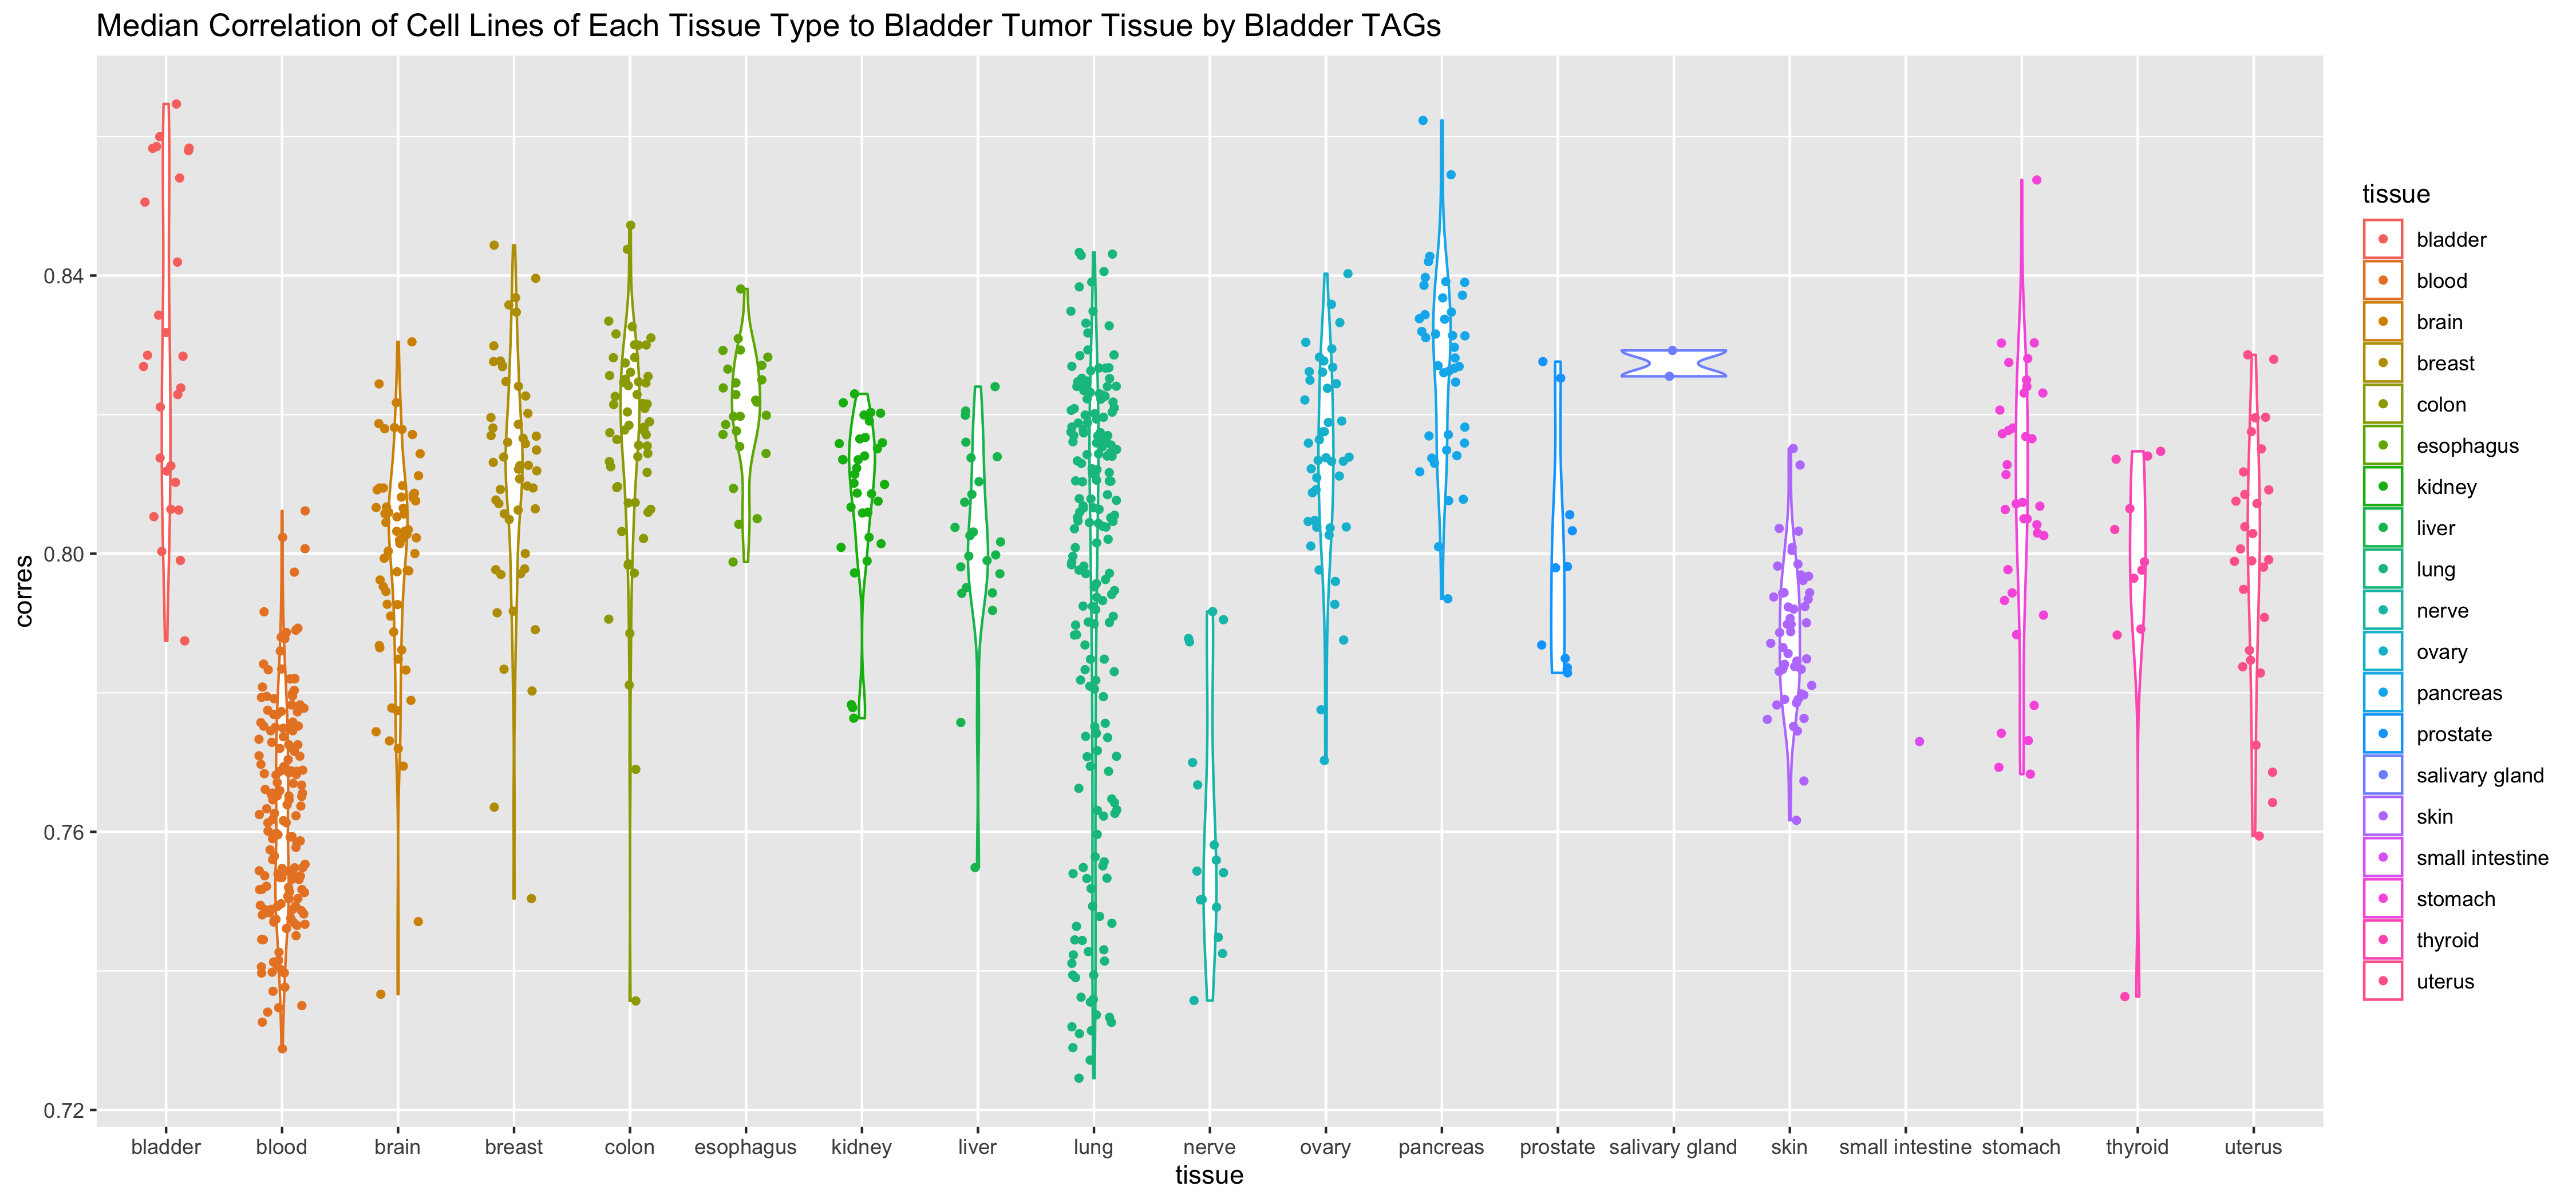 Median Correlation of Cell Lines of Each Tissue Type to Bladder Tumor Tissue by Bladder TAGs
corres
0.84
0.80
0.76
0.72
bladder blood brain breast colon esophagus kidney liver lung nerve ovary pancreas prostate salivary gland skin small intestine stomach thyroid uterus
tissue
tissue
bladder
blood
brain
breast
colon
esophagus
kidney
liver
lung
nerve
ovary
pancreas
prostate
salivary gland
skin
small intestine
stomach
thyroid
uterus